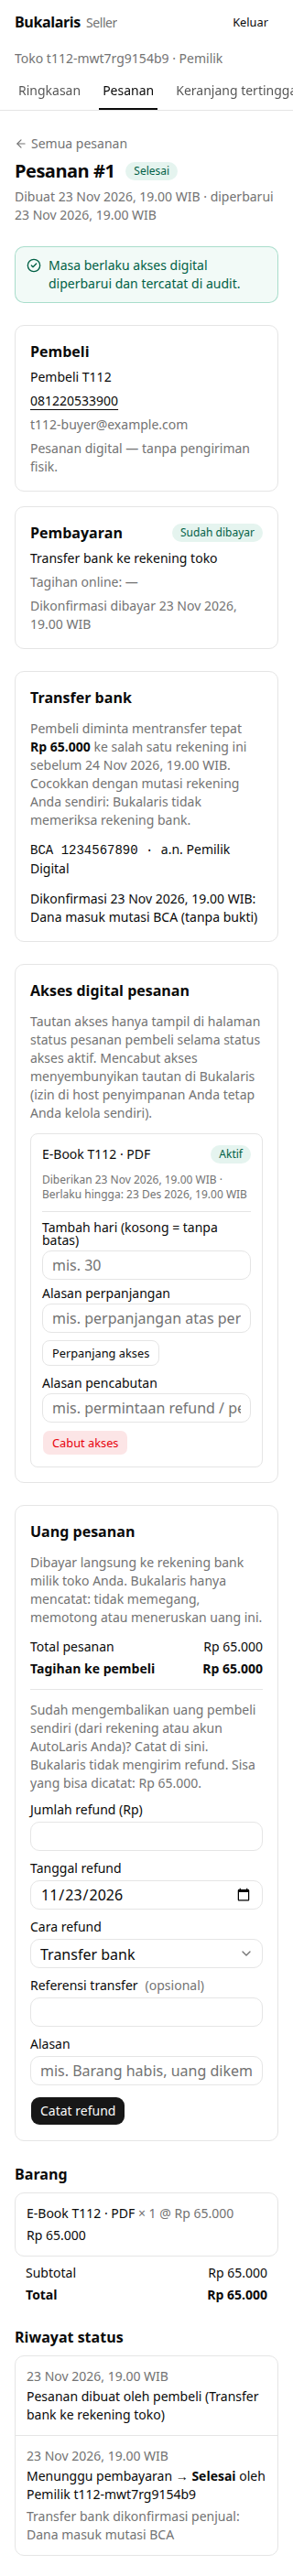 Bukalaris Seller
Keluar
Toko t112-mwt7rg9154b9 · Pemilik
Ringkasan Pesanan Keranjang tertingga
← Semua pesanan
Pesanan #1 Selesai
Dibuat 23 Nov 2026, 19.00 WIB · diperbarui
23 Nov 2026, 19.00 WIB
Masa berlaku akses digital
diperbarui dan tercatat di audit.
Pembeli
Pembeli T112
081220533900
t112-buyer@example.com
Pesanan digital — tanpa pengiriman
fisik.
Pembayaran Sudah dibayar
Transfer bank ke rekening toko
Tagihan online: —
Dikonfirmasi dibayar 23 Nov 2026,
19.00 WIB
Transfer bank
Pembeli diminta mentransfer tepat
Rp 65.000 ke salah satu rekening ini
sebelum 24 Nov 2026, 19.00 WIB.
Cocokkan dengan mutasi rekening
Anda sendiri: Bukalaris tidak
memeriksa rekening bank.
BCA 1234567890 · a.n. Pemilik
Digital
Dikonfirmasi 23 Nov 2026, 19.00 WIB:
Dana masuk mutasi BCA (tanpa bukti)
Akses digital pesanan
Tautan akses hanya tampil di halaman
status pesanan pembeli selama status
akses aktif. Mencabut akses
menyembunyikan tautan di Bukalaris
(izin di host penyimpanan Anda tetap
Anda kelola sendiri).
E-Book T112 · PDF Aktif
Diberikan 23 Nov 2026, 19.00 WIB ·
Berlaku hingga: 23 Des 2026, 19.00 WIB
Tambah hari (kosong = tanpa
batas)
mis. 30
Alasan perpanjangan
mis. perpanjangan atas per
Perpanjang akses
Alasan pencabutan
mis. permintaan refund / pe
Cabut akses
Uang pesanan
Dibayar langsung ke rekening bank
milik toko Anda. Bukalaris hanya
mencatat: tidak memegang,
memotong atau meneruskan uang ini.
Total pesanan Rp 65.000
Tagihan ke pembeli Rp 65.000
Sudah mengembalikan uang pembeli
sendiri (dari rekening atau akun
AutoLaris Anda)? Catat di sini.
Bukalaris tidak mengirim refund. Sisa
yang bisa dicatat: Rp 65.000.
Jumlah refund (Rp)
Tanggal refund
11/23/2026
Cara refund
Transfer bank
Referensi transfer (opsional)
Alasan
mis. Barang habis, uang dikem
Catat refund
Barang
E-Book T112 · PDF × 1 @ Rp 65.000
Rp 65.000
Subtotal Rp 65.000
Total Rp 65.000
Riwayat status
23 Nov 2026, 19.00 WIB
Pesanan dibuat oleh pembeli (Transfer
bank ke rekening toko)
23 Nov 2026, 19.00 WIB
Menunggu pembayaran → Selesai oleh
Pemilik t112-mwt7rg9154b9
Transfer bank dikonfirmasi penjual:
Dana masuk mutasi BCA